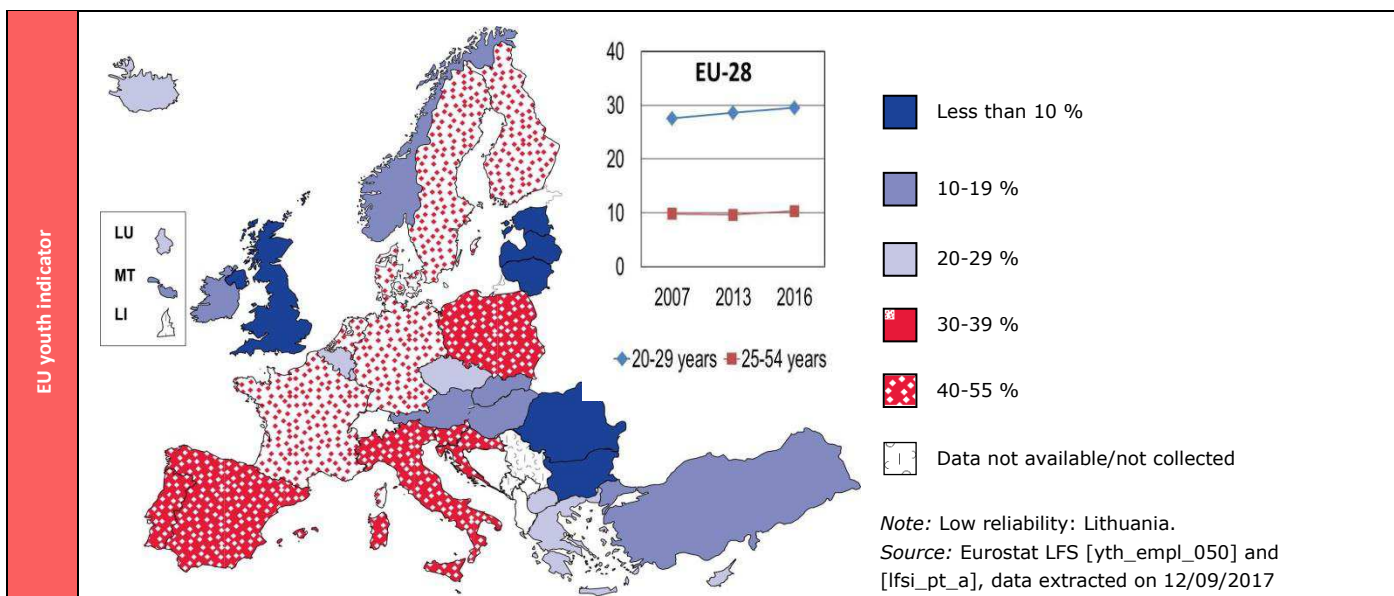 EU youth indicator
LU
MT
LI
EU-28
40
30
20
10
0
2007 2013 2016
20-29 years 25-54 years
Less than 10 %
10-19 %
20-29 %
30-39 %
40-55 %
Data not available/not collected
Note: Low reliability: Lithuania.
Source: Eurostat LFS [yth_empl_050] and
[lfsi_pt_a], data extracted on 12/09/2017